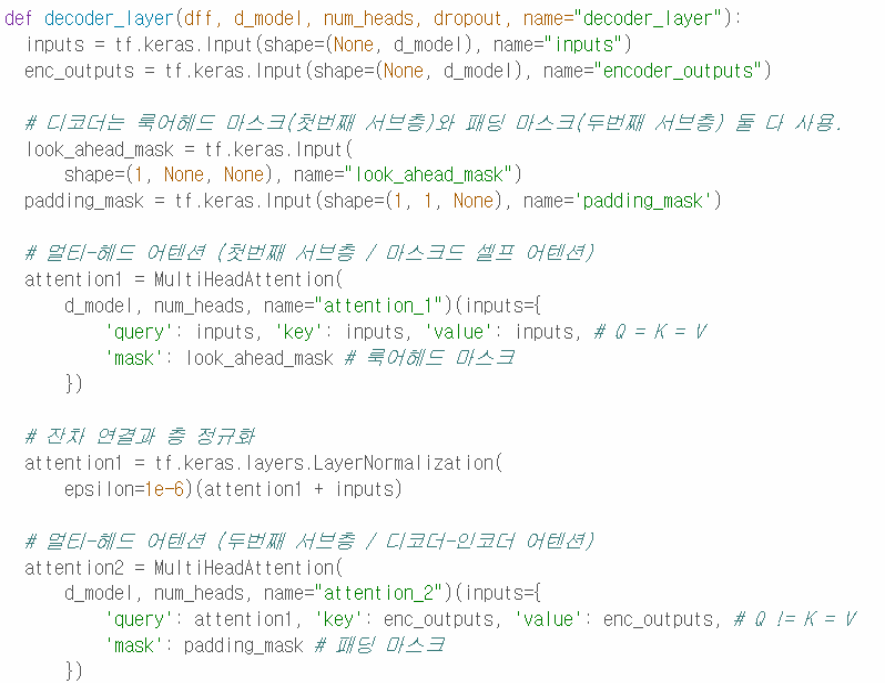 def decoder_layer(dff, d_model, num_heads, dropout, name="decoder_layer"):
  inputs = tf.keras.Input(shape=(None, d_model), name="inputs")
  enc_outputs = tf.keras.Input(shape=(None, d_model), name="encoder_outputs")

  # 디코더는 룩어헤드 마스크(첫번째 서브층)와 패딩 마스크(두번째 서브층) 둘 다 사용.
  look_ahead_mask = tf.keras.Input(
      shape=(1, None, None), name="look_ahead_mask")
  padding_mask = tf.keras.Input(shape=(1, 1, None), name='padding_mask')

  # 멀티-헤드 어텐션 (첫번째 서브층 / 마스크드 셀프 어텐션)
  attention1 = MultiHeadAttention(
      d_model, num_heads, name="attention_1")(inputs={
          'query': inputs, 'key': inputs, 'value': inputs, # Q = K = V
          'mask': look_ahead_mask # 룩어헤드 마스크
      })

  # 잔차 연결과 층 정규화
  attention1 = tf.keras.layers.LayerNormalization(
      epsilon=1e-6)(attention1 + inputs)

  # 멀티-헤드 어텐션 (두번째 서브층 / 디코더-인코더 어텐션)
  attention2 = MultiHeadAttention(
      d_model, num_heads, name="attention_2")(inputs={
          'query': attention1, 'key': enc_outputs, 'value': enc_outputs, # Q != K = V
          'mask': padding_mask # 패딩 마스크
      })